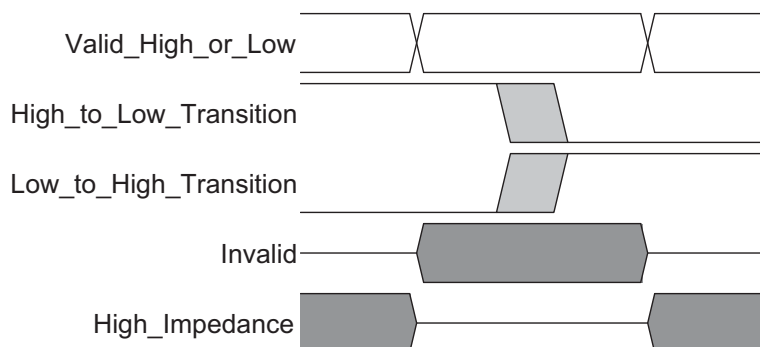 Valid_High_or_Low
High_to_Low_Transition
Low_to_High_Transition
Invalid
High_Impedance